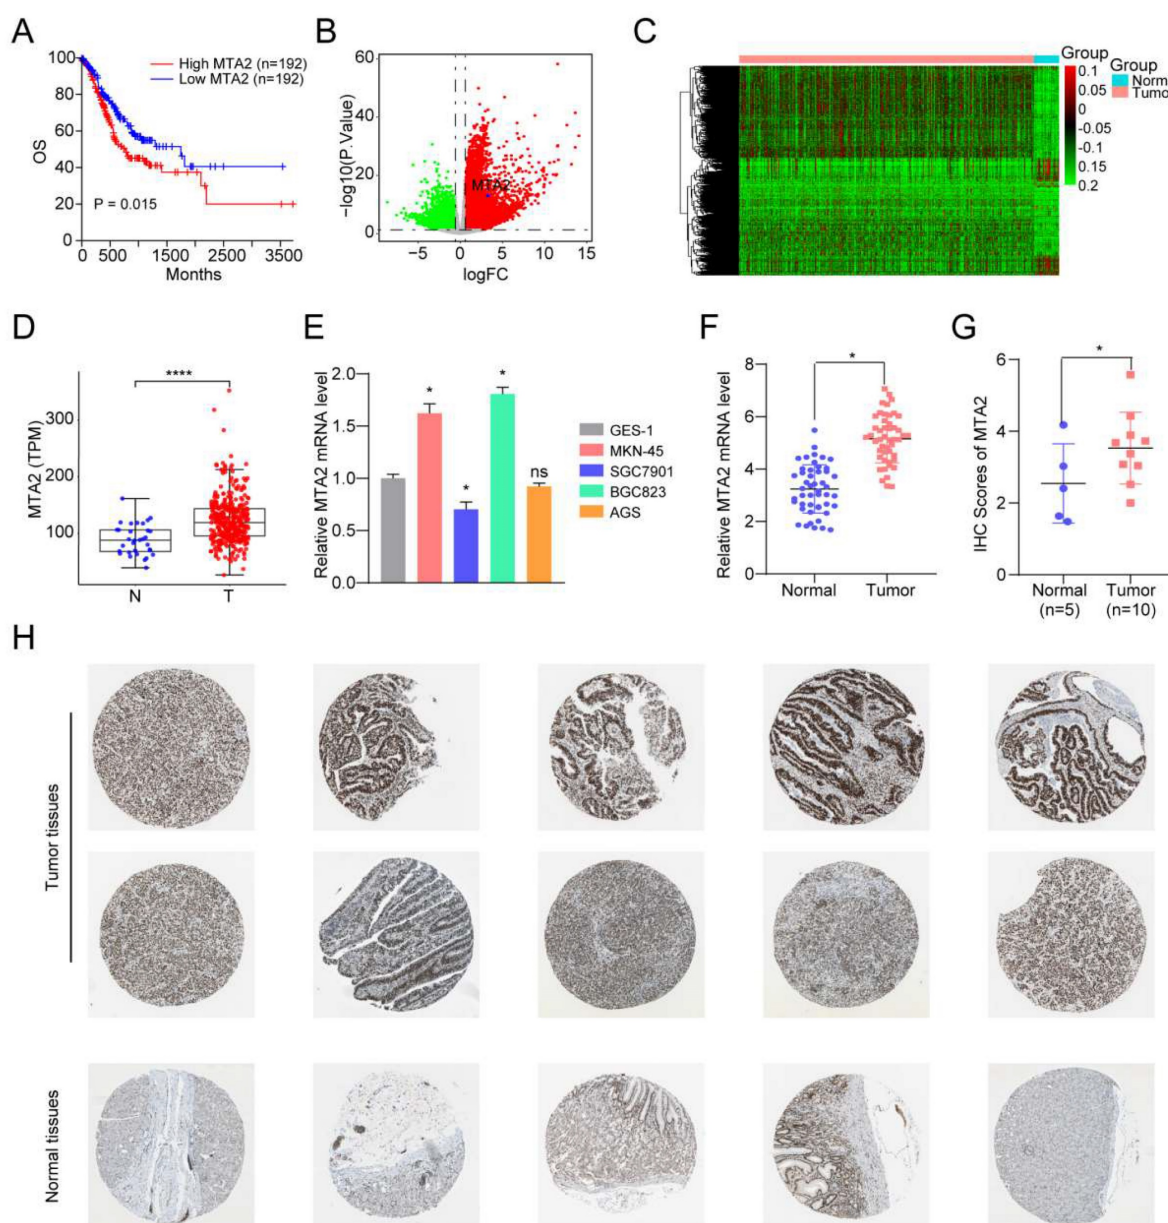 A
High MTA2 (n=192)
Low MTA2 (n=192)
100
80
60
40
20
0
OS
P = 0.015
0 500 1500 2500 3500
Months
B
60
40
20
0
−log10(P.Value)
MTA2
−5 0 5 10 15
logFC
C
Group
0.1
0.05
0
-0.05
0.15
0.2
Group
Norm
Tumo
D
****
300
200
100
MTA2 (TPM)
N T
E
2.0
1.5
1.0
0.5
0.0
Relative MTA2 mRNA level
*
*
*
ns
GES-1
MKN-45
SGC7901
BGC823
AGS
F
*
8
6
4
2
0
Relative MTA2 mRNA level
Normal Tumor
G
*
6
4
2
0
IHC Scores of MTA2
Normal Tumor
(n=5) (n=10)
H
Tumor tissues
Normal tissues